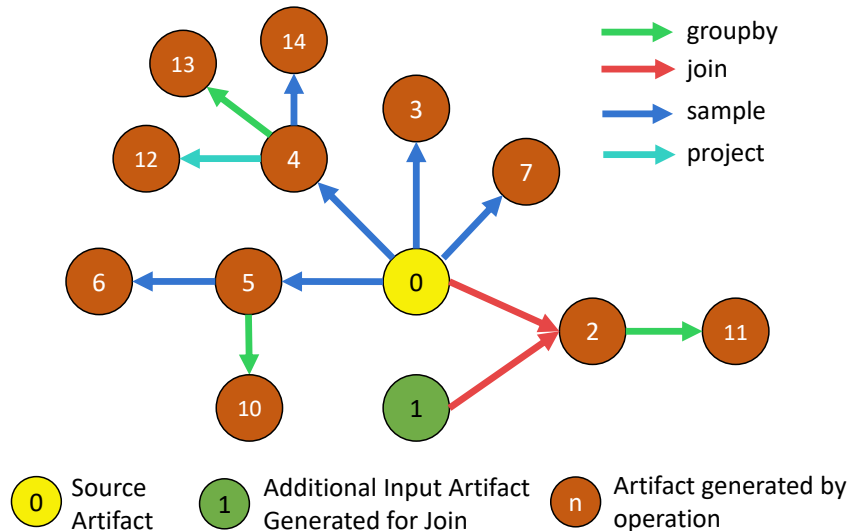 14
13
groupby
join
3
sample
12
4
7
project
6
5
0
2
11
10
1
0
Source
Artifact
1
Additional Input Artifact
Generated for Join
n
Artifact generated by
operation